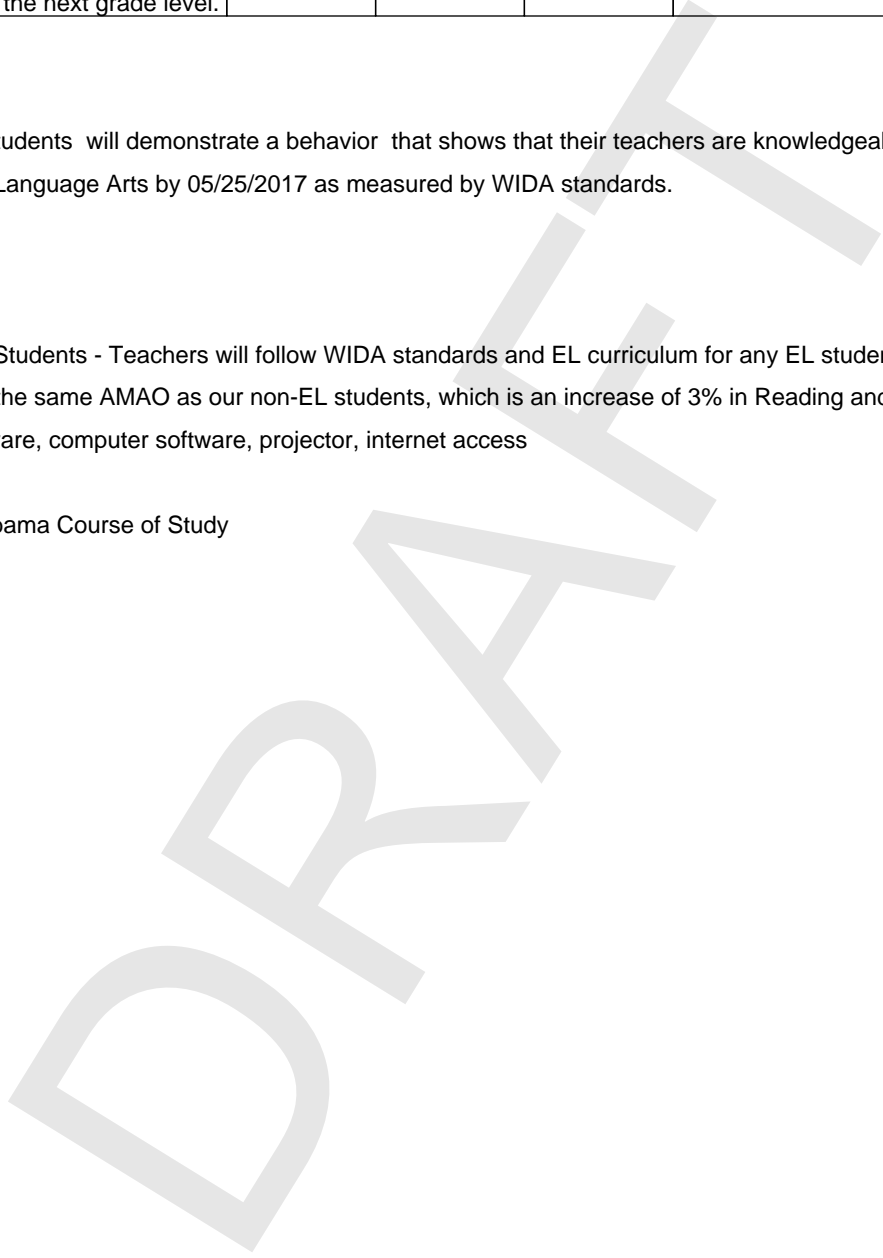 the next grade level.
tudents will demonstrate a behavior that shows that their teachers are knowledgeal
Language Arts by 05/25/2017 as measured by WIDA standards.
Students - Teachers will follow WIDA standards and EL curriculum for any EL studen
the same AMAO as our non-EL students, which is an increase of 3% in Reading and
are, computer software, projector, internet access
bama Course of Study
DRAFT